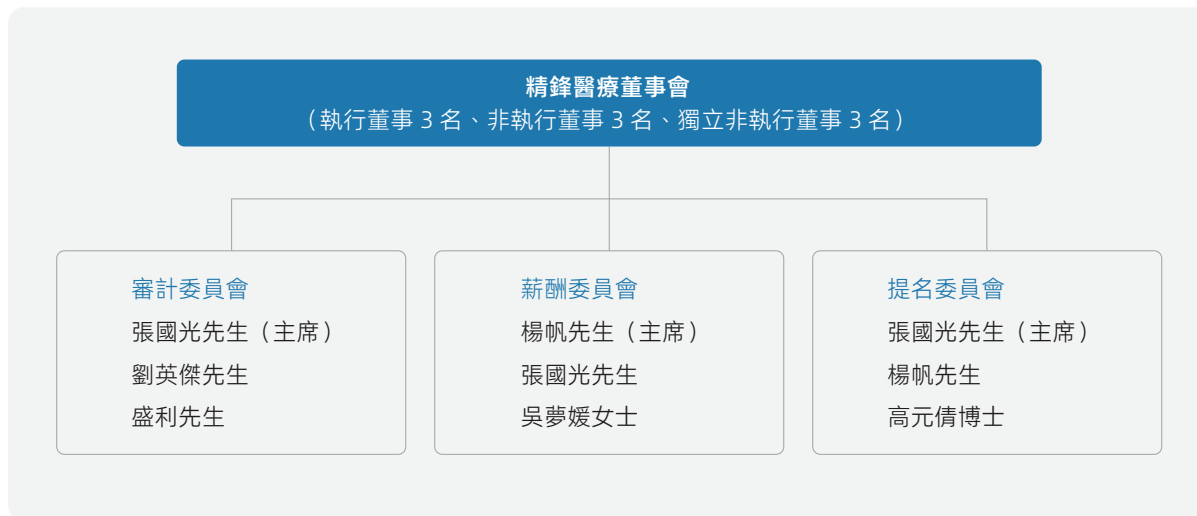 精鋒醫療董事會
（執行董事 3 名、非執行董事 3 名、獨立非執行董事 3 名）
審計委員會
張國光先生（主席）
劉英傑先生
盛利先生
薪酬委員會
楊帆先生（主席）
張國光先生
吳夢媛女士
提名委員會
張國光先生（主席）
楊帆先生
高元倩博士